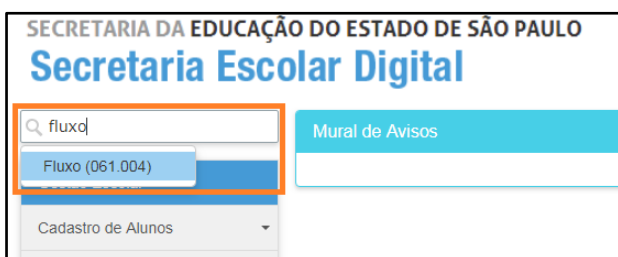 SECRETARIA DA EDUCAÇÃO DO ESTADO DE SÃO PAULO
Secretaria Escolar Digital
fluxo
Mural de Avisos
Fluxo (061.004)
Cadastro de Alunos